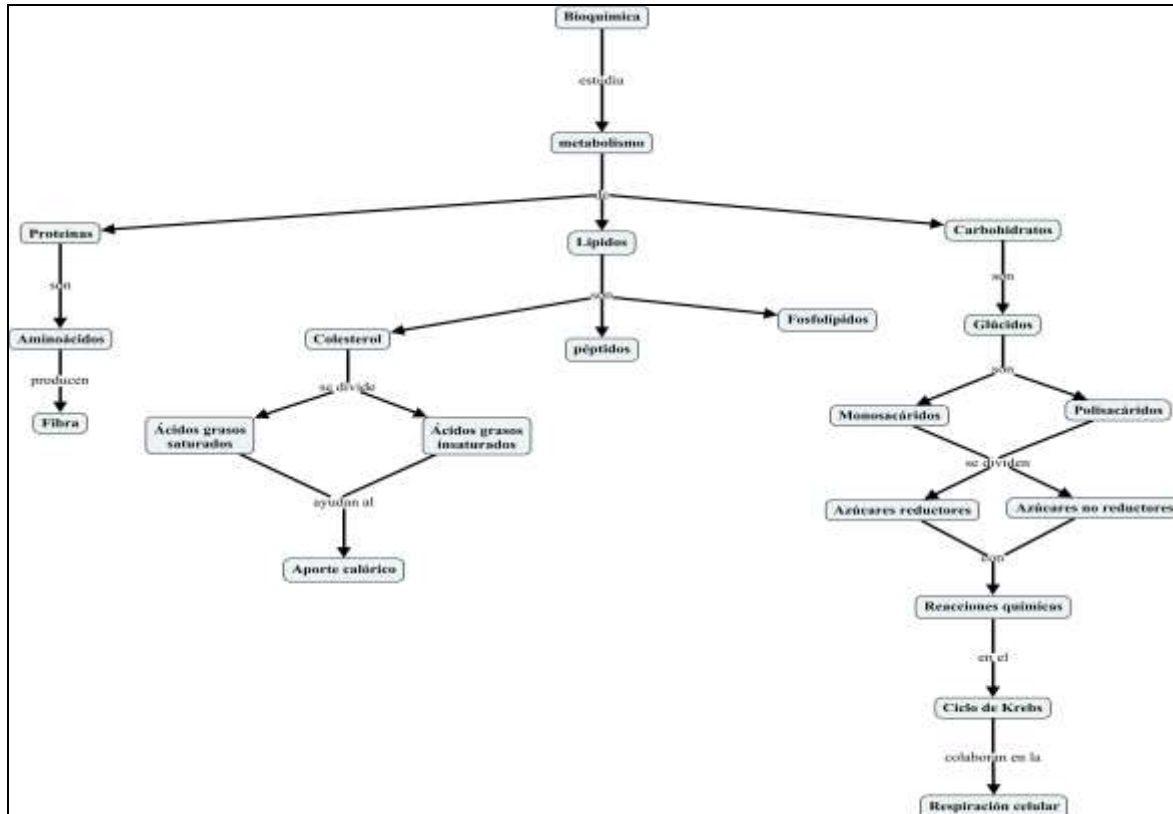 Bioquímica
estudia
metabolismo
de
Proteínas
Lípidos
Carbohidratos
son
son
son
Aminoácidos
Colesterol
péptidos
Fosfolípidos
Glúcidos
producen
se divide
son
Fibra
Ácidos grasos
saturados
Ácidos grasos
insaturados
Monosacáridos
Polisacáridos
se dividen
ayudan al
Azúcares reductores
Azúcares no reductores
Aporte calórico
con
Reacciones químicas
en el
Ciclo de Krebs
colaboran en la
Respiración celular